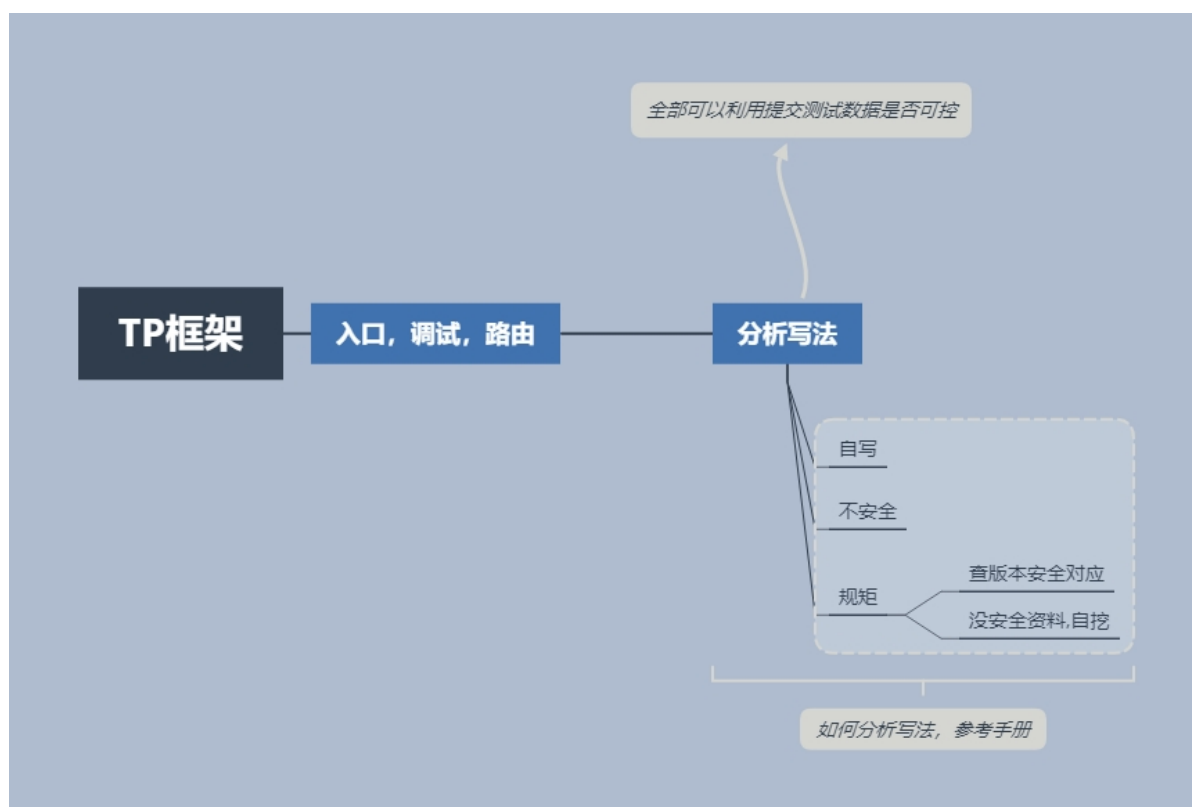 全部可以利用提交测试数据是否可控
TP框架
入口，调试，路由
分析写法
自写
不安全
规矩
查版本安全对应
没安全资料,自挖
如何分析写法，参考手册